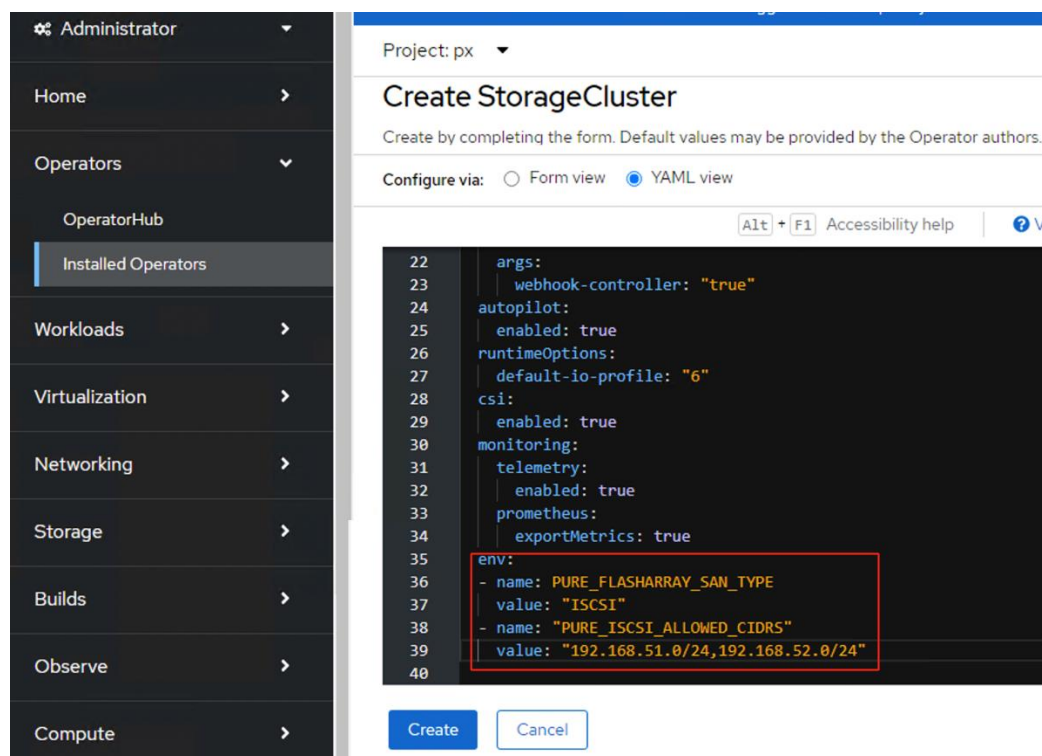 Administrator
Home
Operators
OperatorHub
Installed Operators
Workloads
Virtualization
Networking
Storage
Builds
Observe
Compute
Project: px
Create StorageCluster
Create by completing the form. Default values may be provided by the Operator authors.
Configure via: Form view YAML view
Alt + F1 Accessibility help
22 args:
23 webhook-controller: "true"
24 autopilot:
25 enabled: true
26 runtimeOptions:
27 default-io-profile: "6"
28 csi:
29 enabled: true
30 monitoring:
31 telemetry:
32 enabled: true
33 prometheus:
34 exportMetrics: true
35 env:
36 - name: PURE_FLASHARRAY_SAN_TYPE
37 value: "ISCSI"
38 - name: "PURE_ISCSI_ALLOWED_CIDRS"
39 value: "192.168.51.0/24,192.168.52.0/24"
40
Create Cancel